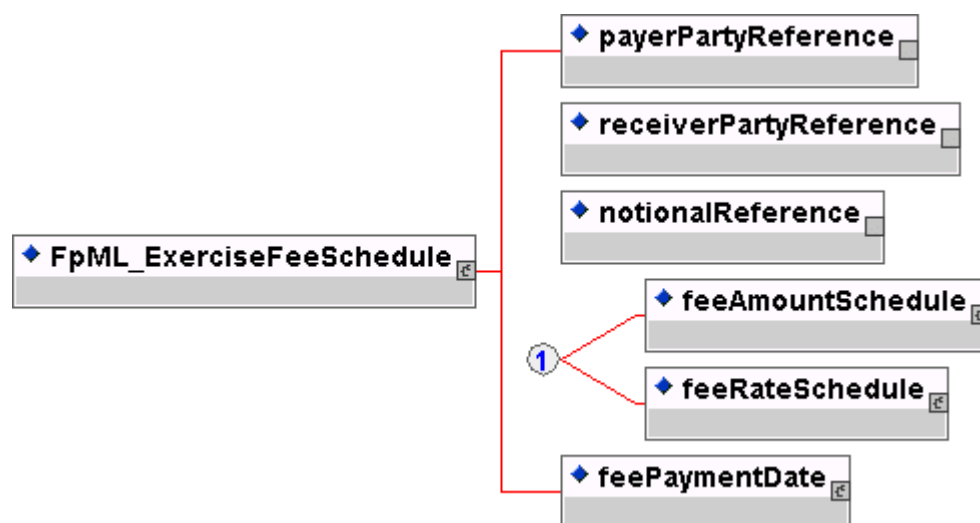 payerPartyReference
receiverPartyReference
notionalReference
FpML_ExerciseFeeSchedule
feeAmountSchedule
1
feeRateSchedule
feePaymentDate